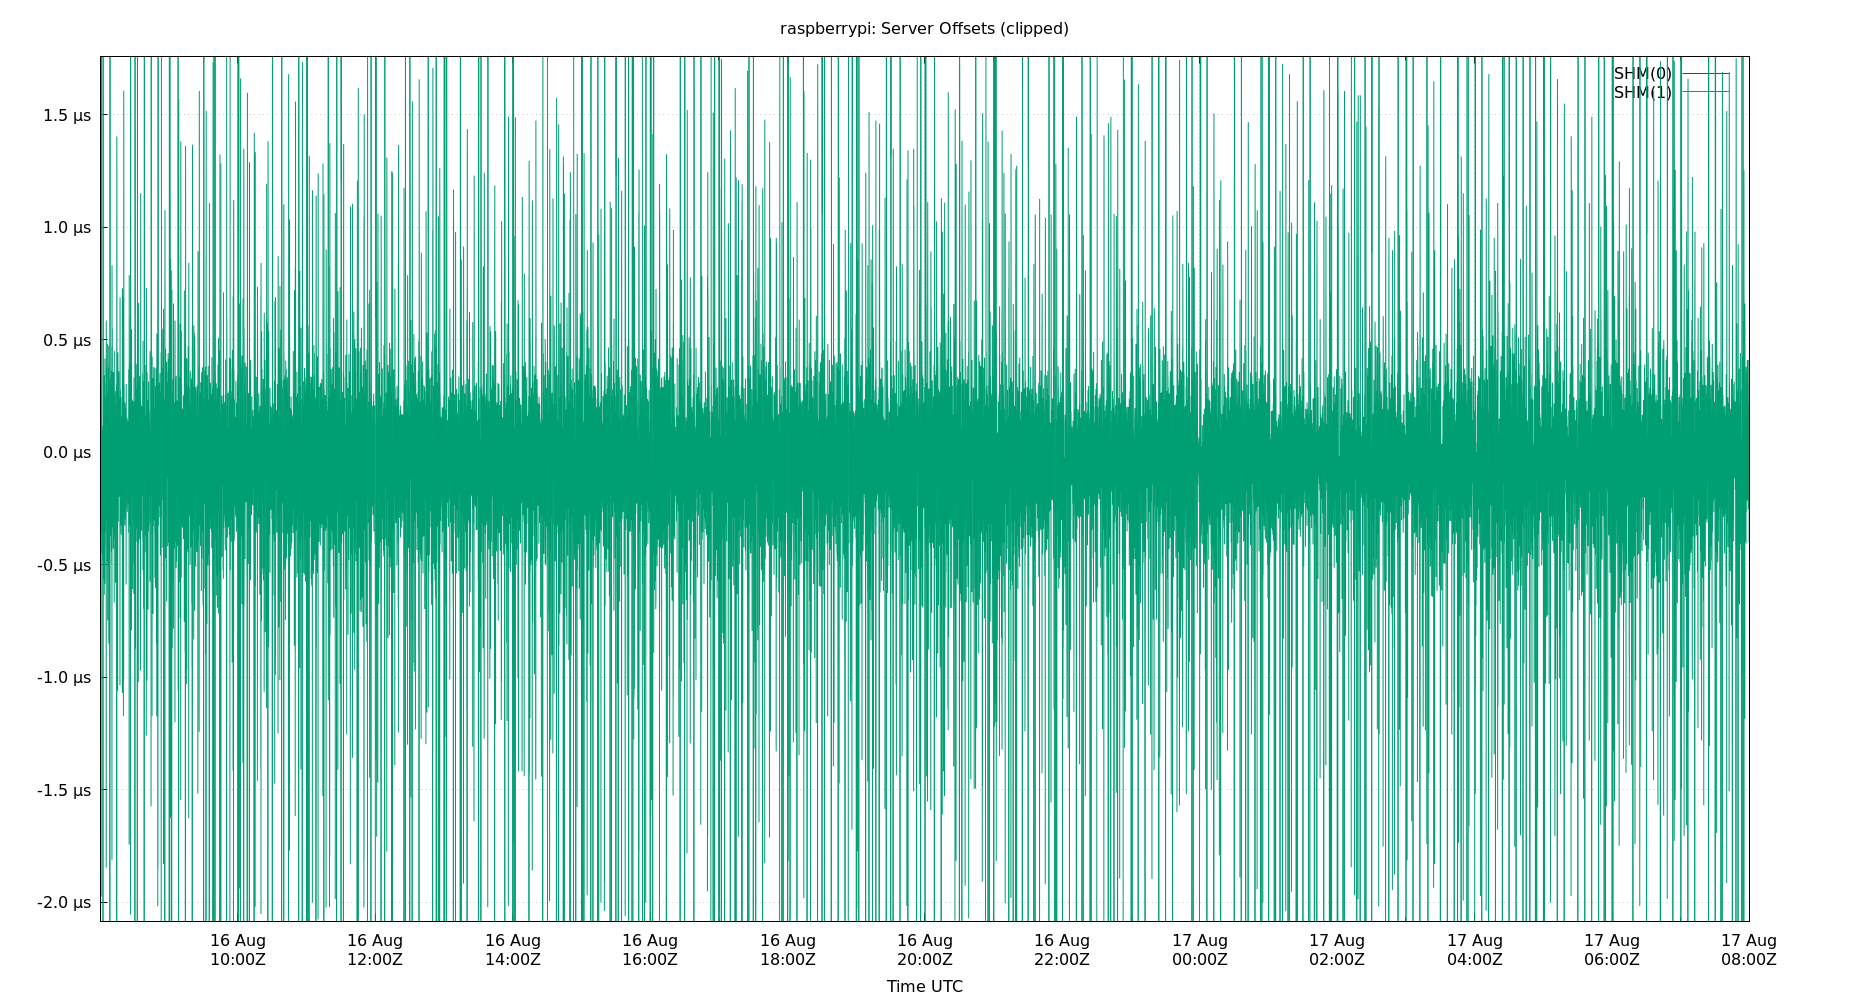 raspberrypi: Server Offsets (clipped)
SHM(0)
SHM(1)
1.5 μs
1.0 μs
0.5 μs
0.0 μs
-0.5 μs
-1.0 μs
-1.5 μs
-2.0 μs
16 Aug 16 Aug 16 Aug 16 Aug 16 Aug 16 Aug 16 Aug 17 Aug 17 Aug 17 Aug 17 Aug 17 Aug
10:00Z 12:00Z 14:00Z 16:00Z 18:00Z 20:00Z 22:00Z 00:00Z 02:00Z 04:00Z 06:00Z 08:00Z
Time UTC